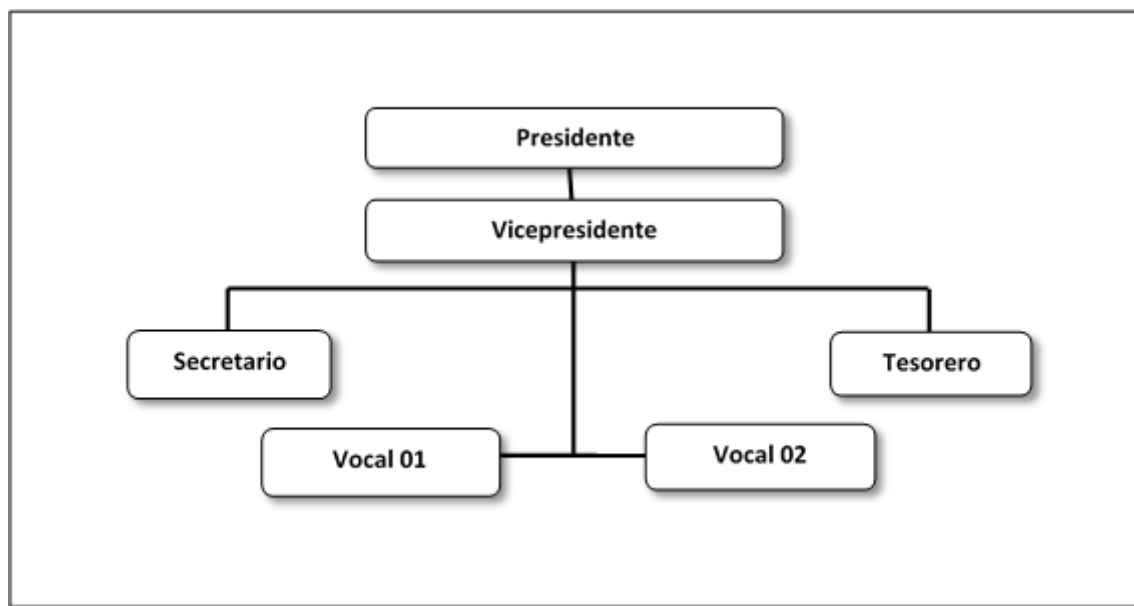 Presidente
Vicepresidente
Secretario
Tesorero
Vocal 01
Vocal 02